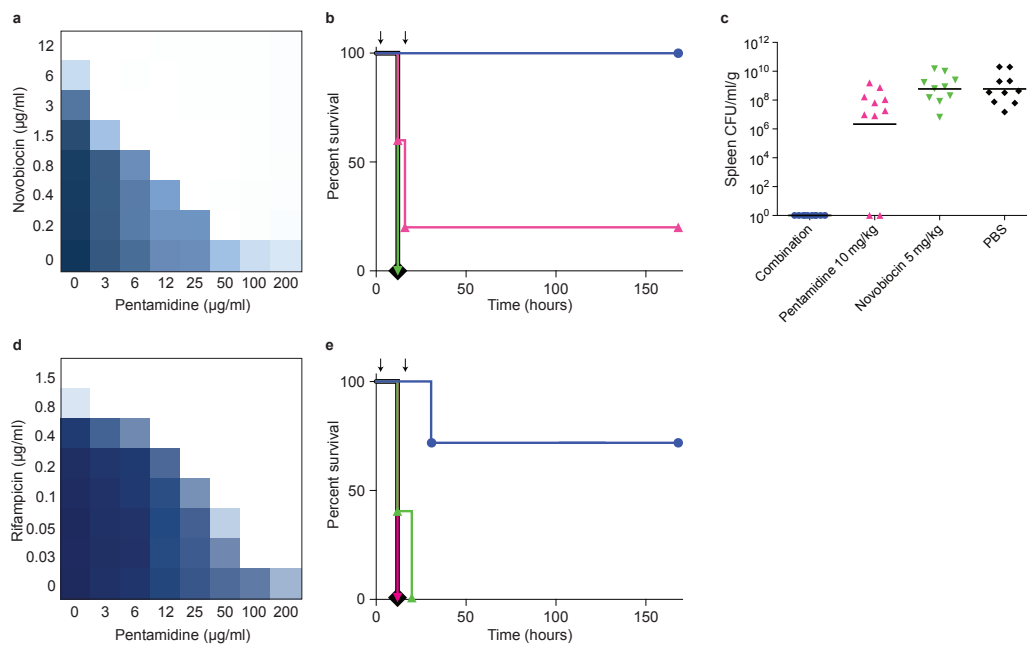 a
Novobiocin (µg/ml)
12
6
3
1.5
0.8
0.4
0.2
0
0 3 6 12 25 50 100 200
Pentamidine (µg/ml)
b
Percent survival
100
50
0
0 50 100 150
Time (hours)
c
Spleen CFU/ml/g
10^12
10^10
10^8
10^6
10^4
10^2
10^0
Combination
Pentamidine 10 mg/kg
Novobiocin 5 mg/kg
PBS
d
Rifampicin (µg/ml)
1.5
0.8
0.4
0.2
0.1
0.05
0.03
0
0 3 6 12 25 50 100 200
Pentamidine (µg/ml)
e
Percent survival
100
50
0
0 50 100 150
Time (hours)